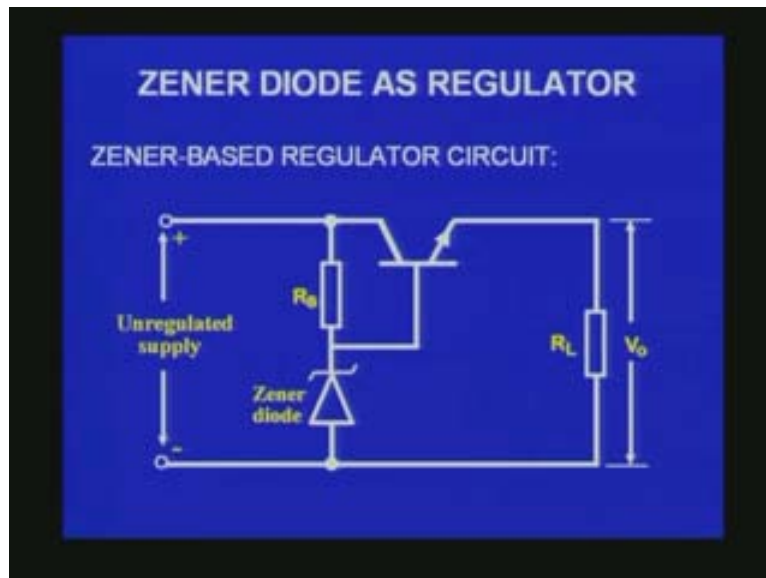 ZENER DIODE AS REGULATOR
ZENER-BASED REGULATOR CIRCUIT:
+
Unregulated
supply
-
RB
Zener
diode
RL
Vo